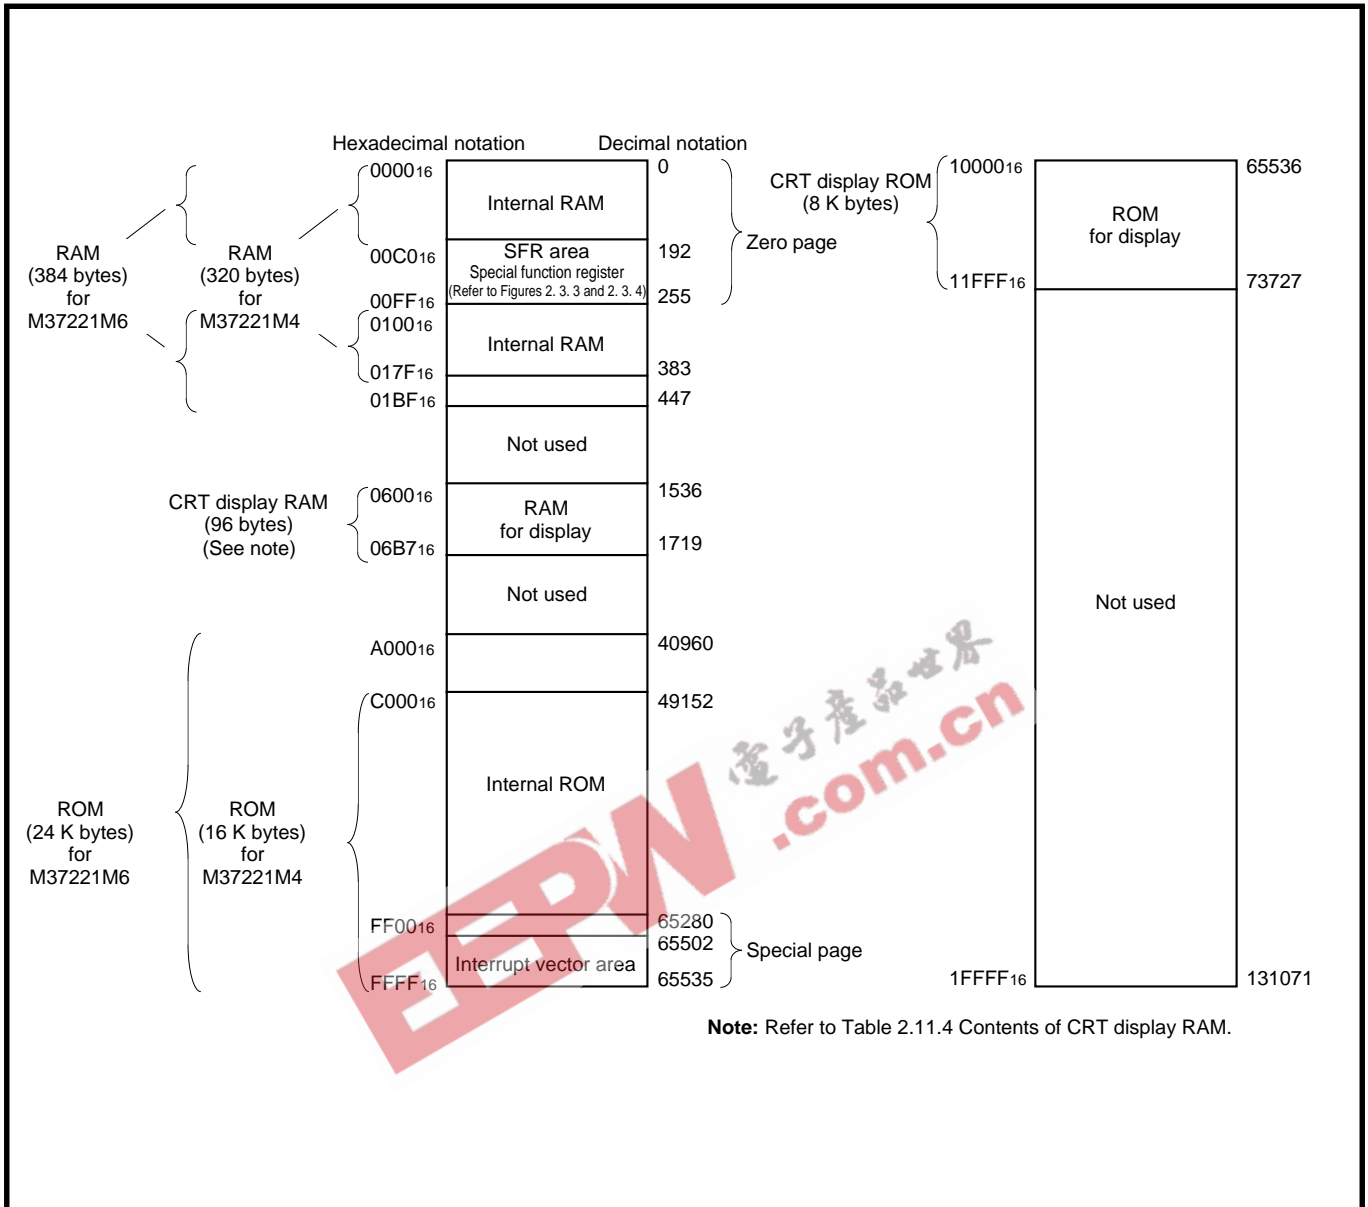 Hexadecimal notation
Decimal notation
000016
0
Internal RAM
00C016
192
SFR area
Special function register
(Refer to Figures 2. 3. 3 and 2. 3. 4)
00FF16
255
Zero page
010016
Internal RAM
017F16
383
01BF16
447
Not used
RAM
(384 bytes)
for
M37221M6
RAM
(320 bytes)
for
M37221M4
CRT display RAM
(96 bytes)
(See note)
060016
1536
RAM
for display
06B716
1719
Not used
A00016
40960
C00016
49152
Internal ROM
ROM
(24 K bytes)
for
M37221M6
ROM
(16 K bytes)
for
M37221M4
FF0016
65280
65502
Interrupt vector area
FFFF16
65535
Special page
CRT display ROM
(8 K bytes)
1000016
65536
ROM
for display
11FFF16
73727
Not used
1FFFF16
131071
EEPW
電子產品世界
.com.cn
Note: Refer to Table 2.11.4 Contents of CRT display RAM.